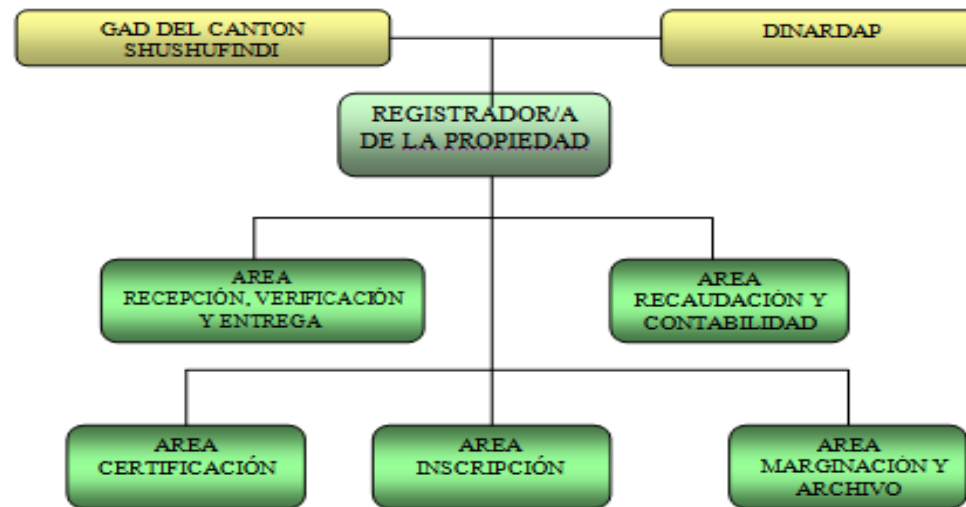 GAD DEL CANTON
SHUSHUFINDI
DINARDAP
REGISTRADOR/A
DE LA PROPIEDAD
AREA
RECEPCIÓN, VERIFICACIÓN
Y ENTREGA
AREA
RECAUDACIÓN Y
CONTABILIDAD
AREA
CERTIFICACIÓN
AREA
INSCRIPCIÓN
AREA
MARGINACIÓN Y
ARCHIVO